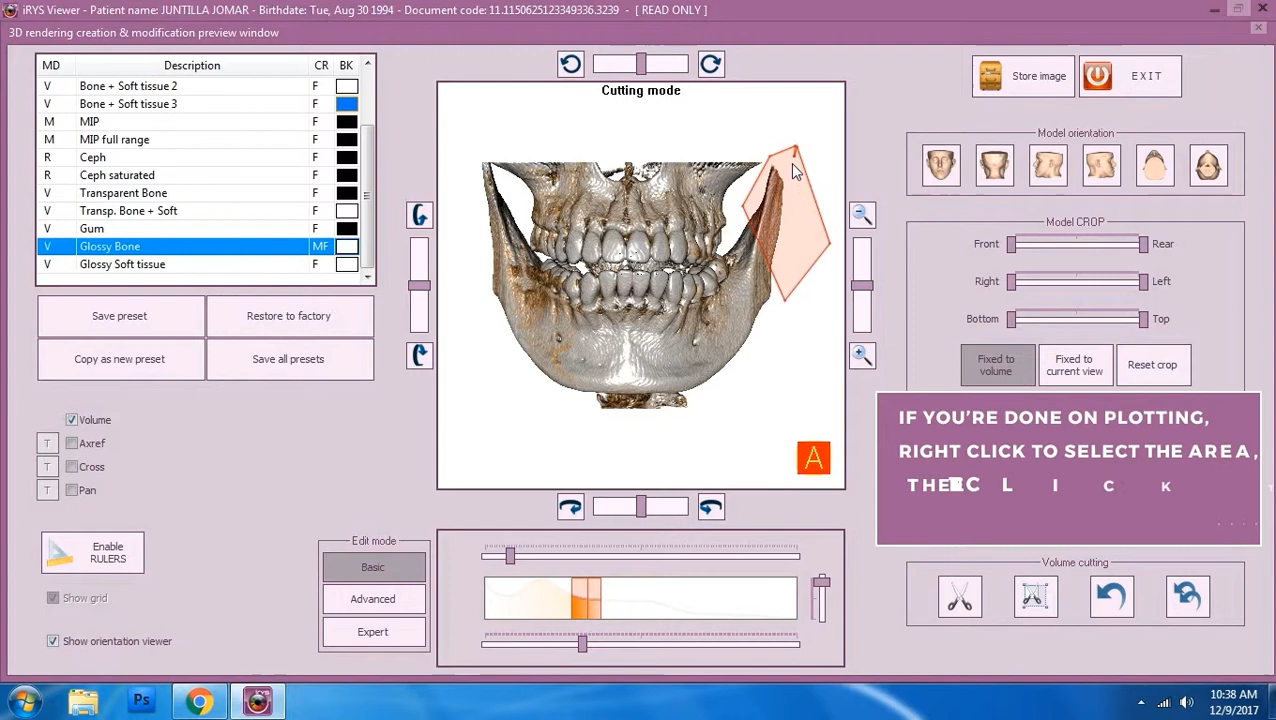 iRYS Viewer - Patient name: JUNTILLA JOMAR - Birthdate: Tue, Aug 30 1994 - Document code: 11.1150625123349336.3239 - [ READ ONLY ]
3D rendering creation & modification preview window
MD Description CR BK
V Bone + Soft tissue 2 F
V Bone + Soft tissue 3 F
M MIP F
M MIP full range F
R Ceph F
R Ceph saturated F
V Transparent Bone F
V Transp. Bone + Soft F
V Gum F
V Glossy Bone MF
V Glossy Soft tissue F
Save preset Restore to factory
Copy as new preset Save all presets
Volume
T Axref
T Cross
T Pan
Enable
RULERS
Show grid
Show orientation viewer
Edit mode
Basic
Advanced
Expert
Cutting mode
A
Store image EXIT
Model orientation
Model CROP
Front Rear
Right Left
Bottom Top
Fixed to
volume
Fixed to
current view
Reset crop
IF YOU'RE DONE ON PLOTTING,
RIGHT CLICK TO SELECT THE AREA,
C L I C K
Volume cutting
Ps
10:38 AM
12/9/2017